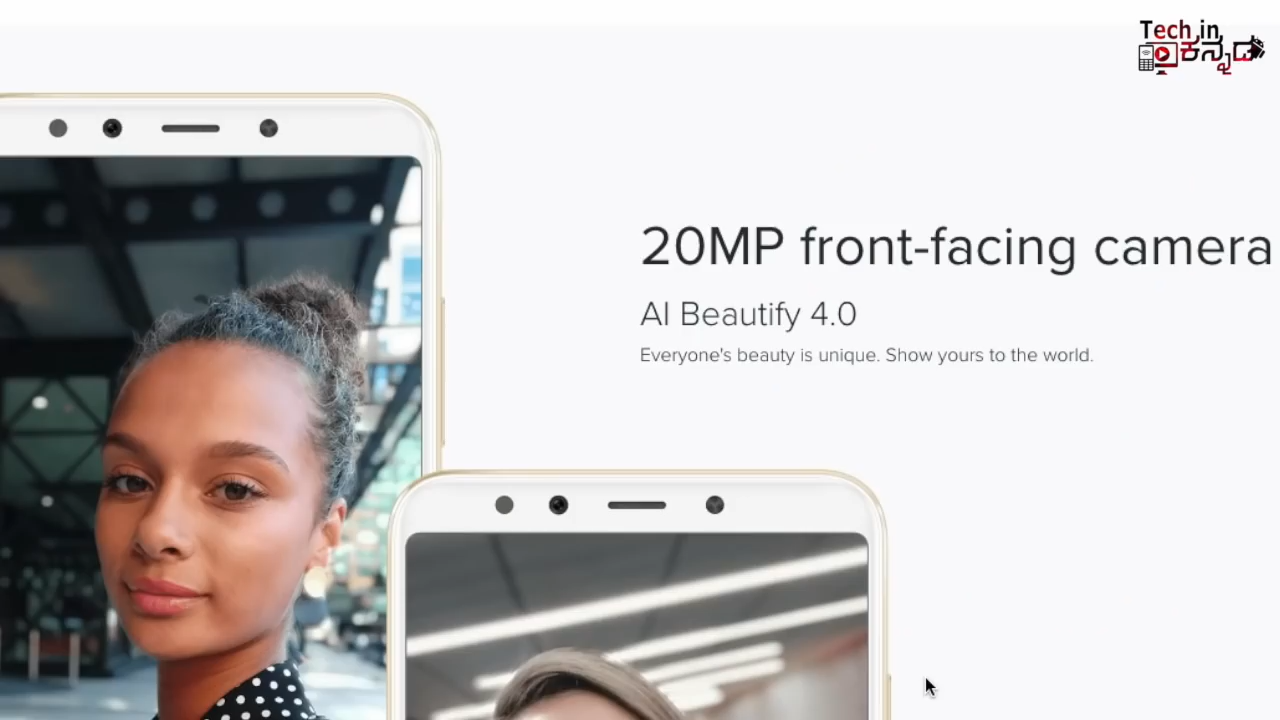 Tech in
ಕನ್ನಡ
20MP front-facing camera
AI Beautify 4.0
Everyone's beauty is unique. Show yours to the world.